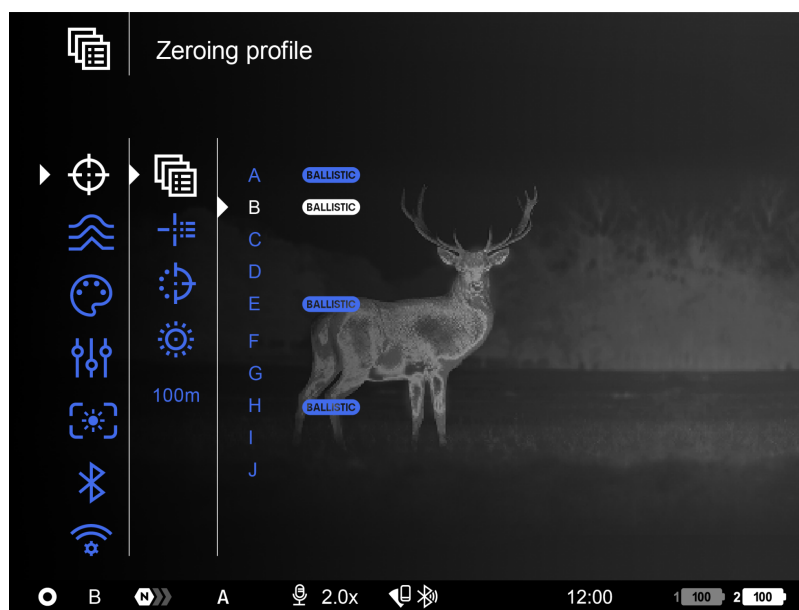 Zeroing profile
A BALLISTIC
B BALLISTIC
C
D
E BALLISTIC
F
G
H BALLISTIC
I
J
100m
B N A 2.0x 12:00 1 100 2 100